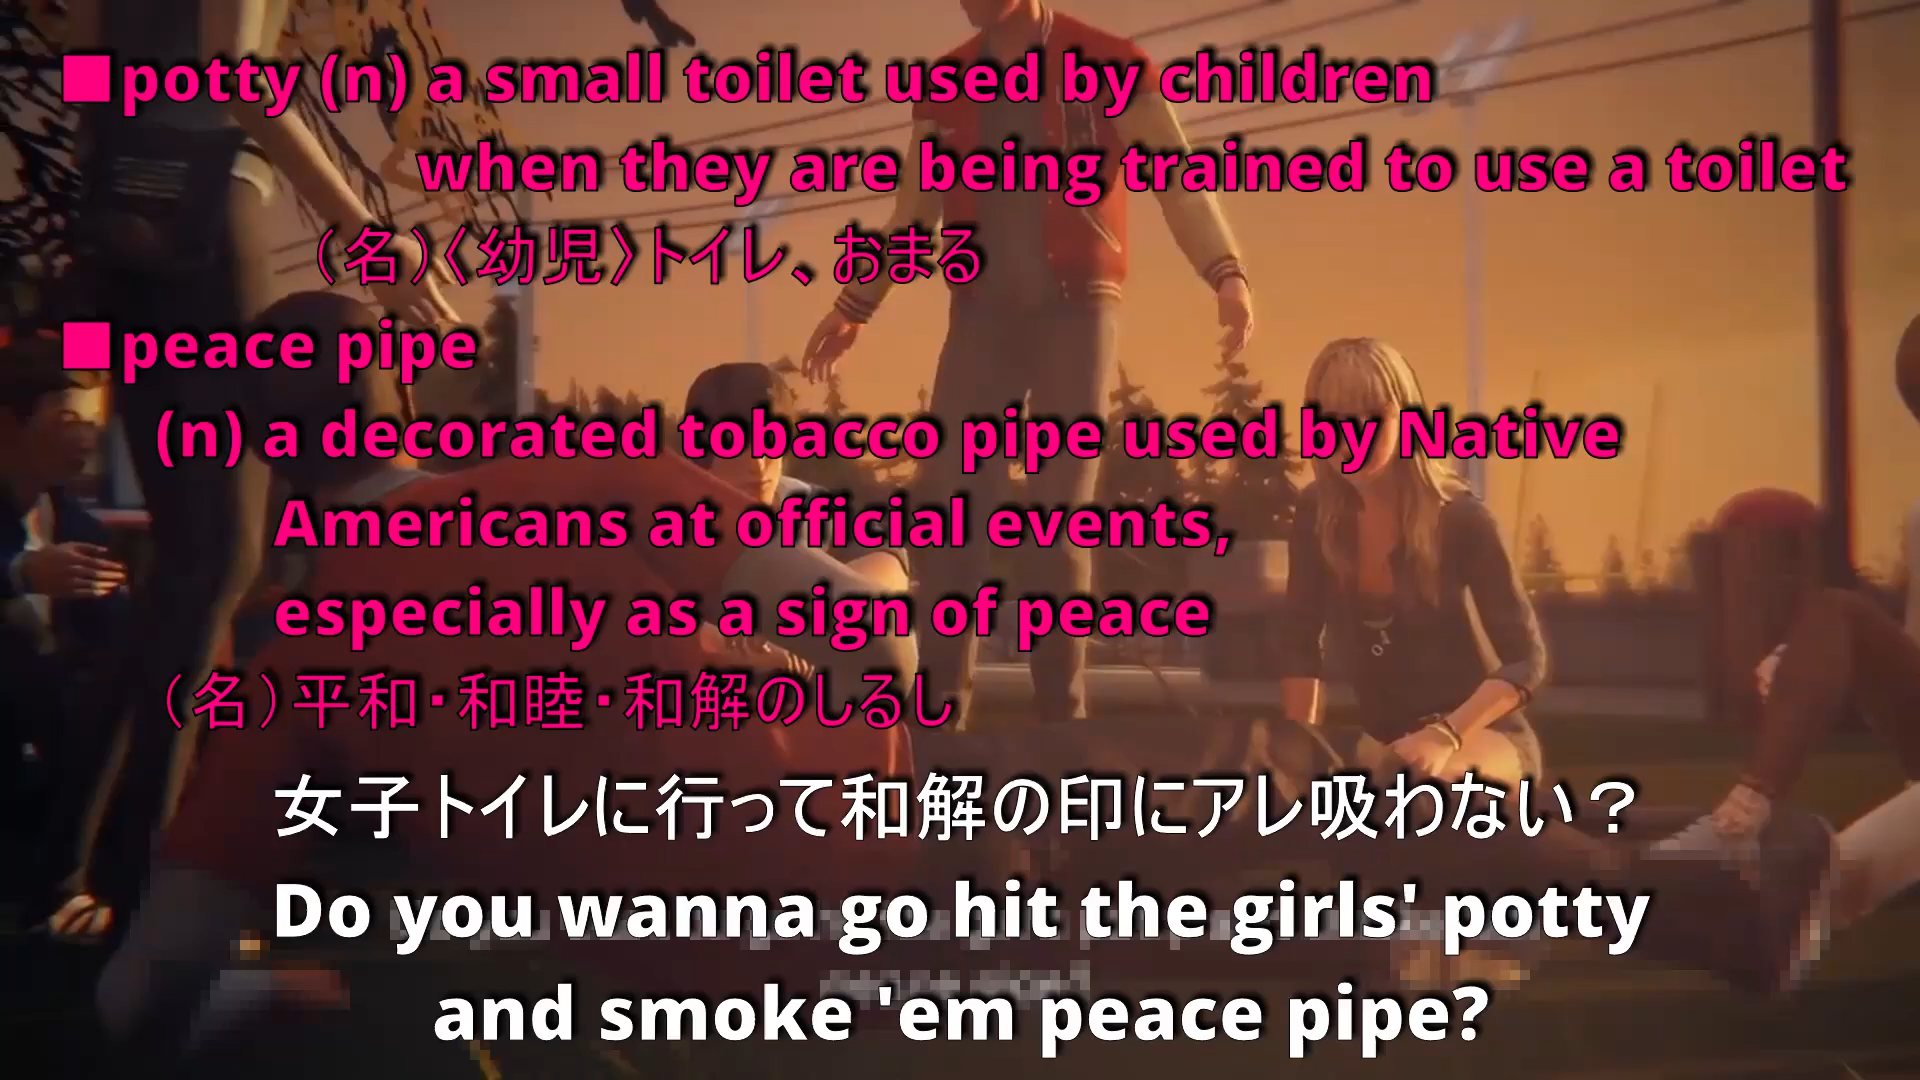 ■potty (n) a small toilet used by children
when they are being trained to use a toilet
（名）〈幼児〉トイレ、おまる
■peace pipe
(n) a decorated tobacco pipe used by Native
Americans at official events,
especially as a sign of peace
（名）平和・和睦・和解のしるし
女子トイレに行って和解の印にアレ吸わない？
Do you wanna go hit the girls' potty
and smoke 'em peace pipe?